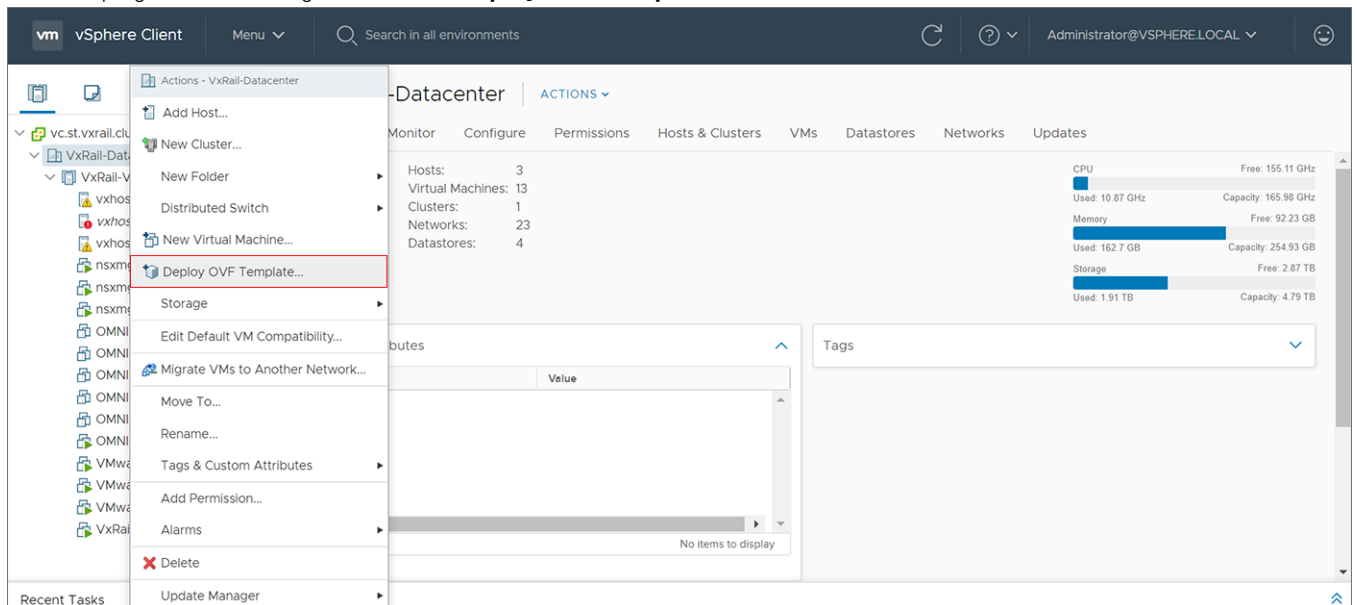 vm vSphere Client Menu Search in all environments Administrator@VSPHERE.LOCAL
Actions - VxRail-Datacenter
-Datacenter ACTIONS
Add Host...
New Cluster...
New Folder
Distributed Switch
New Virtual Machine...
Deploy OVF Template...
Storage
Edit Default VM Compatibility...
Migrate VMs to Another Network...
Move To...
Rename...
Tags & Custom Attributes
Add Permission...
Alarms
Delete
Update Manager
vc.st.vxrail.clu
VxRail-Data
VxRail-V
vxhos
vxhos
vxhos
nsxmg
nsxmg
nsxmg
OMNI
OMNI
OMNI
OMNI
OMNI
OMNI
VMwa
VMwa
VMwa
VxRai
Monitor Configure Permissions Hosts & Clusters VMs Datastores Networks Updates
Hosts: 3
Virtual Machines: 13
Clusters: 1
Networks: 23
Datastores: 4
CPU Free: 155.11 GHz
Used: 10.87 GHz Capacity: 165.98 GHz
Memory Free: 92.23 GB
Used: 162.7 GB Capacity: 254.93 GB
Storage Free: 2.87 TB
Used: 1.91 TB Capacity: 4.79 TB
butes
Value
No items to display
Tags
Recent Tasks